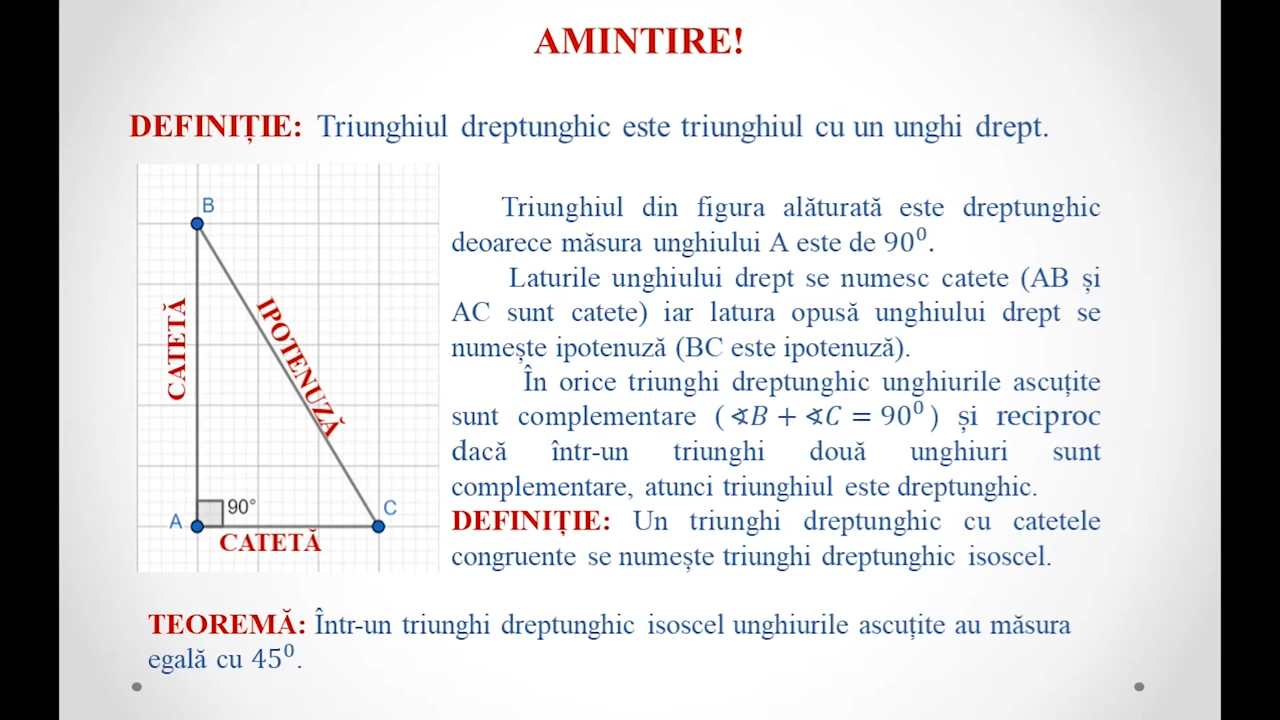 AMINTIRE!
DEFINIȚIE: Triunghiul dreptunghic este triunghiul cu un unghi drept.
B
CATETĂ
IPOTENUZĂ
90°
A
C
CATETĂ
Triunghiul din figura alăturată este dreptunghic
deoarece măsura unghiului A este de 90⁰.
Laturile unghiului drept se numesc catete (AB și
AC sunt catete) iar latura opusă unghiului drept se
numește ipotenuză (BC este ipotenuză).
În orice triunghi dreptunghic unghiurile ascuțite
sunt complementare (∢B + ∢C = 90⁰) și reciproc
dacă într-un triunghi două unghiuri sunt
complementare, atunci triunghiul este dreptunghic.
DEFINIȚIE: Un triunghi dreptunghic cu catetele
congruente se numește triunghi dreptunghic isoscel.
TEOREMĂ: Într-un triunghi dreptunghic isoscel unghiurile ascuțite au măsura
egală cu 45⁰.